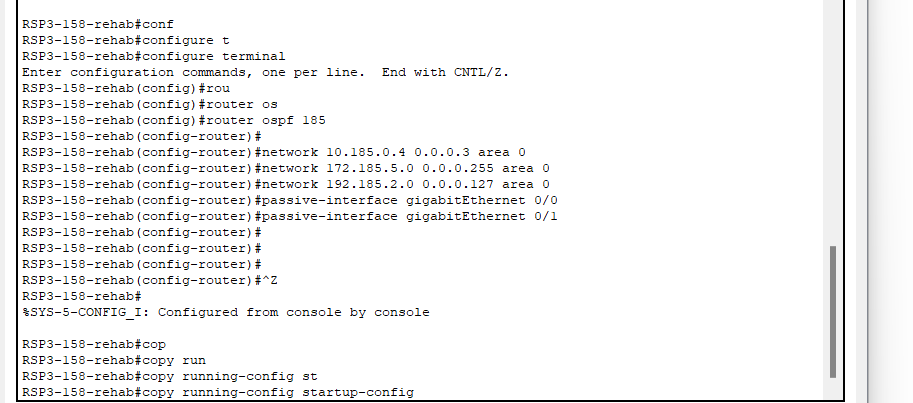 RSP3-158-rehab#conf
RSP3-158-rehab#configure t
RSP3-158-rehab#configure terminal
Enter configuration commands, one per line.  End with CNTL/Z.
RSP3-158-rehab(config)#rou
RSP3-158-rehab(config)#router os
RSP3-158-rehab(config)#router ospf 185
RSP3-158-rehab(config-router)#
RSP3-158-rehab(config-router)#network 10.185.0.4 0.0.0.3 area 0
RSP3-158-rehab(config-router)#network 172.185.5.0 0.0.0.255 area 0
RSP3-158-rehab(config-router)#network 192.185.2.0 0.0.0.127 area 0
RSP3-158-rehab(config-router)#passive-interface gigabitEthernet 0/0
RSP3-158-rehab(config-router)#passive-interface gigabitEthernet 0/1
RSP3-158-rehab(config-router)#
RSP3-158-rehab(config-router)#
RSP3-158-rehab(config-router)#
RSP3-158-rehab(config-router)#^Z
RSP3-158-rehab#
%SYS-5-CONFIG_I: Configured from console by console
RSP3-158-rehab#cop
RSP3-158-rehab#copy run
RSP3-158-rehab#copy running-config st
RSP3-158-rehab#copy running-config startup-config